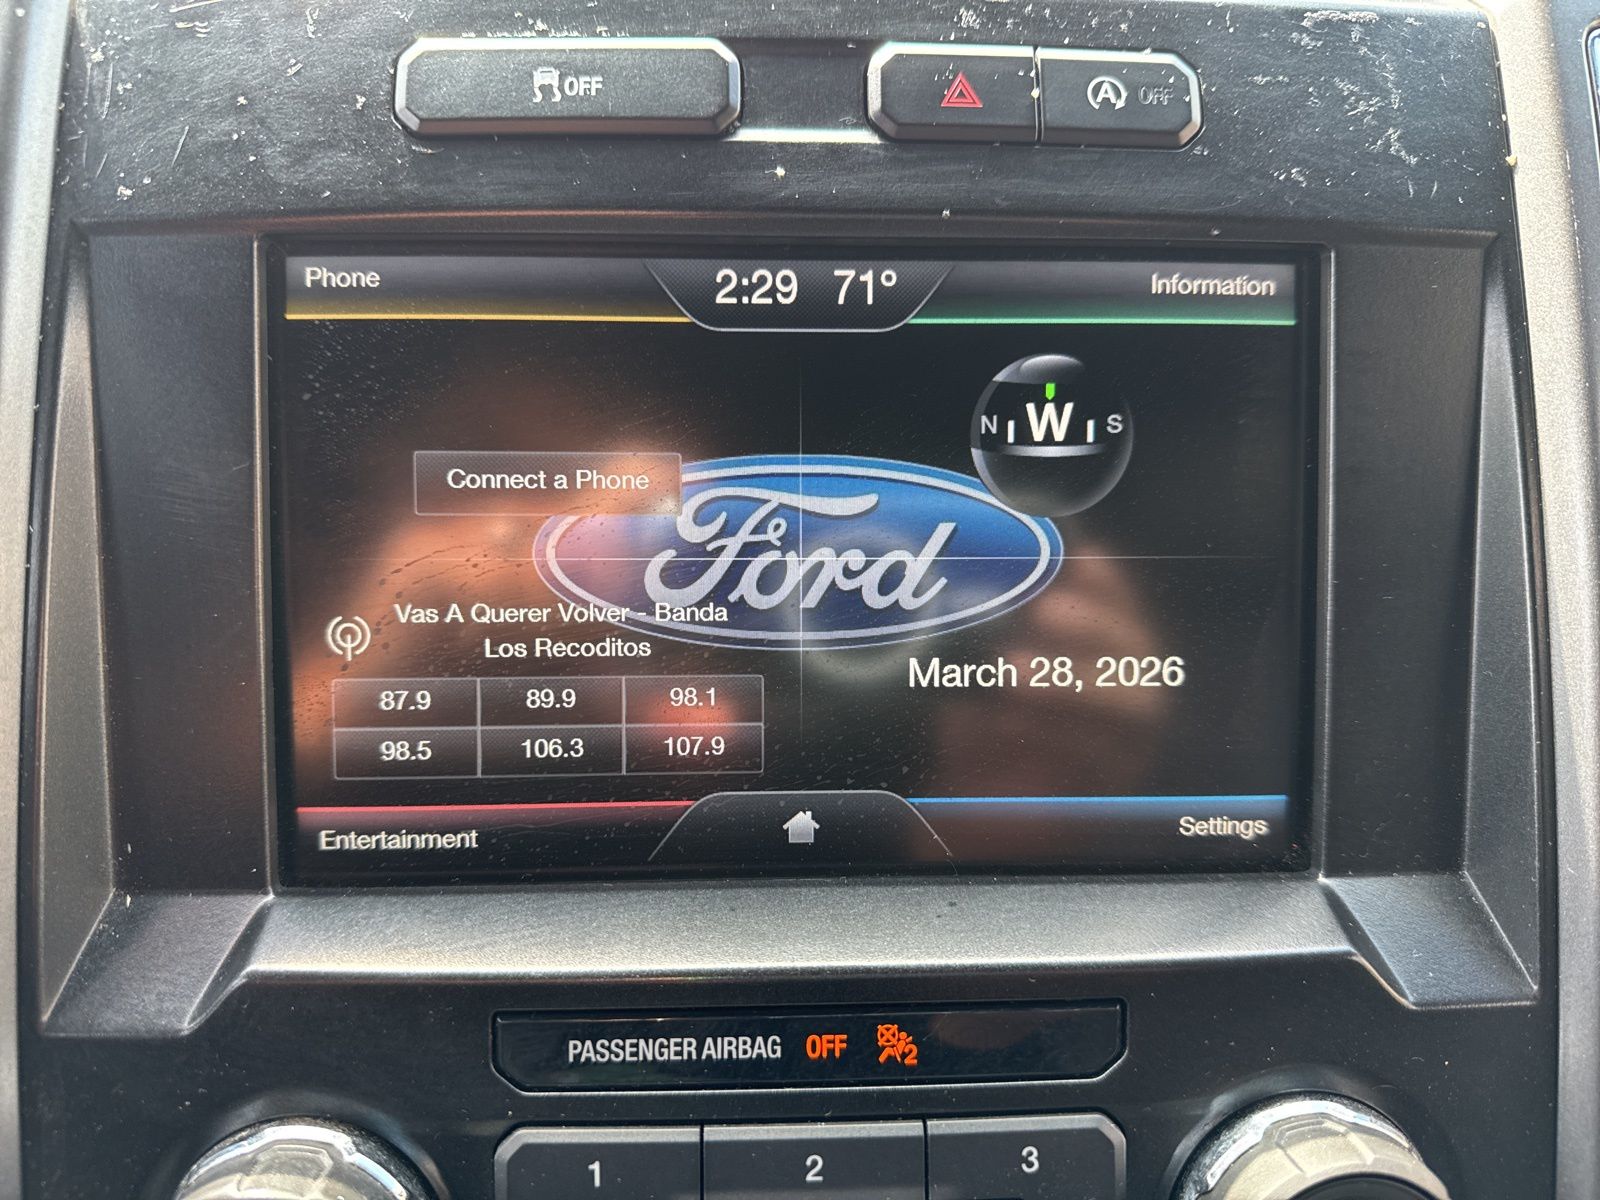 OFF
A OFF
Phone
2:29 71°
Information
N W S
Connect a Phone
Ford
Vas A Querer Volver - Banda
Los Recoditos
March 28, 2026
87.9 89.9 98.1
98.5 106.3 107.9
Entertainment
Settings
PASSENGER AIRBAG OFF 2
1 2 3